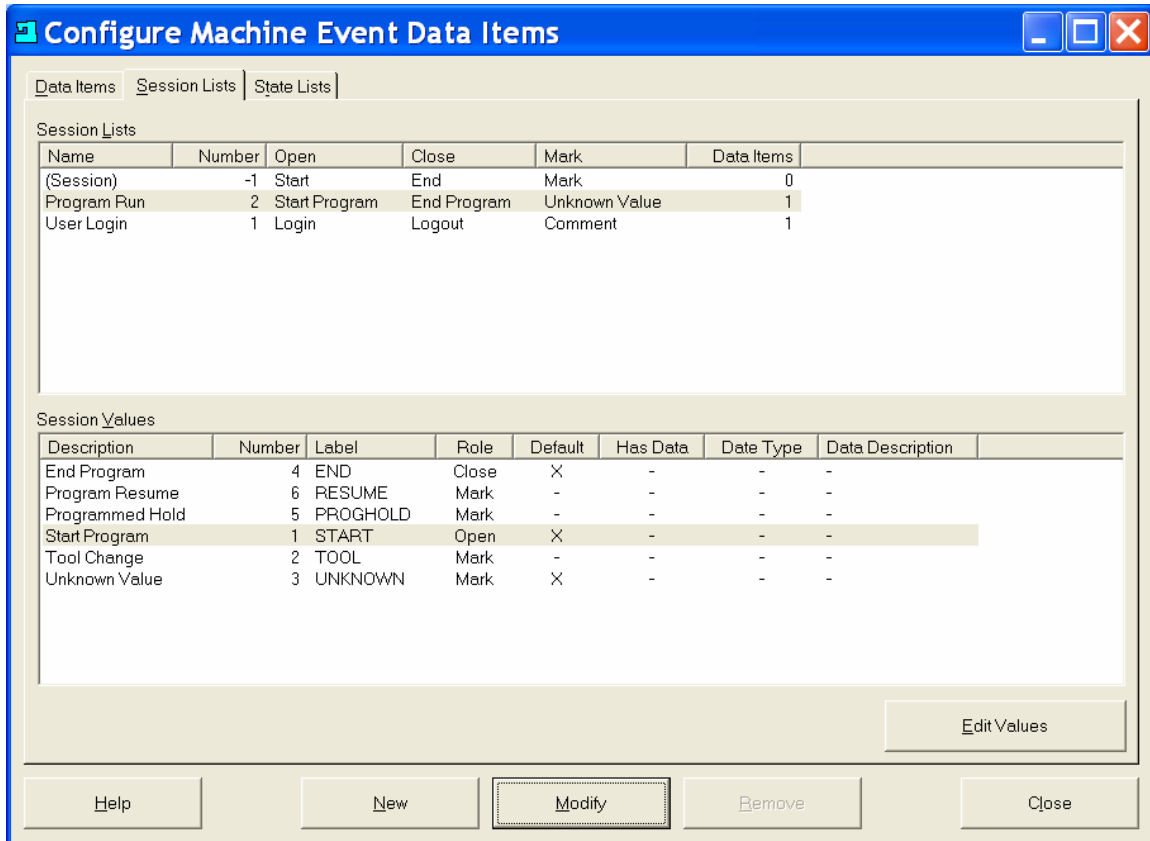 Configure Machine Event Data Items
Data Items Session Lists State Lists
Session Lists
Name Number Open Close Mark Data Items
(Session) -1 Start End Mark 0
Program Run 2 Start Program End Program Unknown Value 1
User Login 1 Login Logout Comment 1
Session Values
Description Number Label Role Default Has Data Date Type Data Description
End Program 4 END Close X - - -
Program Resume 6 RESUME Mark - - - -
Programmed Hold 5 PROGHOLD Mark - - - -
Start Program 1 START Open X - - -
Tool Change 2 TOOL Mark - - - -
Unknown Value 3 UNKNOWN Mark X - - -
Edit Values
Help New Modify Remove Close